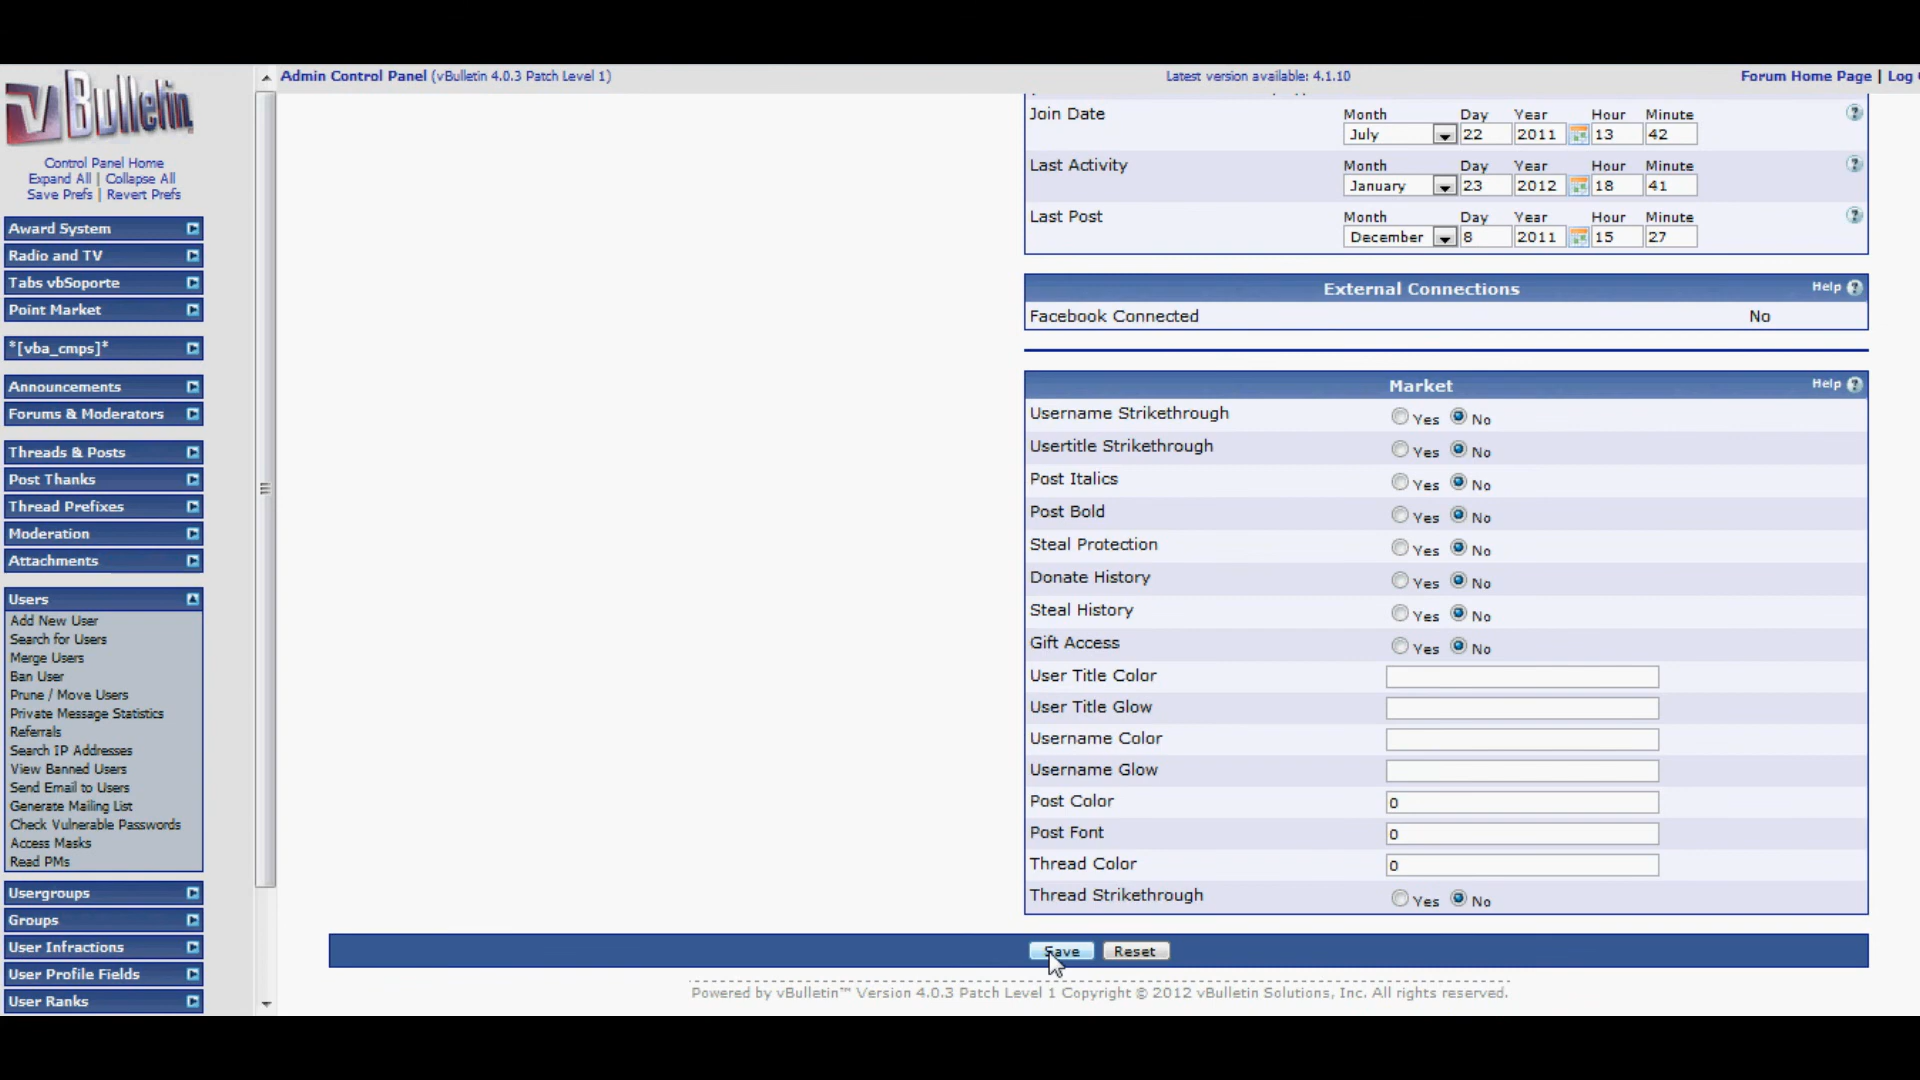 vBulletin
Control Panel Home
Expand All | Collapse All
Save Prefs | Revert Prefs
Award System
Radio and TV
Tabs vbSoporte
Point Market
*[vba_cmps]*
Announcements
Forums & Moderators
Threads & Posts
Post Thanks
Thread Prefixes
Moderation
Attachments
Users
Add New User
Search for Users
Merge Users
Ban User
Prune / Move Users
Private Message Statistics
Referrals
Search IP Addresses
View Banned Users
Send Email to Users
Generate Mailing List
Check Vulnerable Passwords
Access Masks
Read PMs
Usergroups
Groups
User Infractions
User Profile Fields
User Ranks
Admin Control Panel (vBulletin 4.0.3 Patch Level 1)
Latest version available: 4.1.10
Forum Home Page | Log
Join Date
Month Day Year Hour Minute
July 22 2011 13 42
Last Activity
Month Day Year Hour Minute
January 23 2012 18 41
Last Post
Month Day Year Hour Minute
December 8 2011 15 27
External Connections
Help
Facebook Connected No
Market
Help
Username Strikethrough Yes No
Usertitle Strikethrough Yes No
Post Italics Yes No
Post Bold Yes No
Steal Protection Yes No
Donate History Yes No
Steal History Yes No
Gift Access Yes No
User Title Color
User Title Glow
Username Color
Username Glow
Post Color 0
Post Font 0
Thread Color 0
Thread Strikethrough Yes No
Save Reset
Powered by vBulletin™ Version 4.0.3 Patch Level 1 Copyright © 2012 vBulletin Solutions, Inc. All rights reserved.